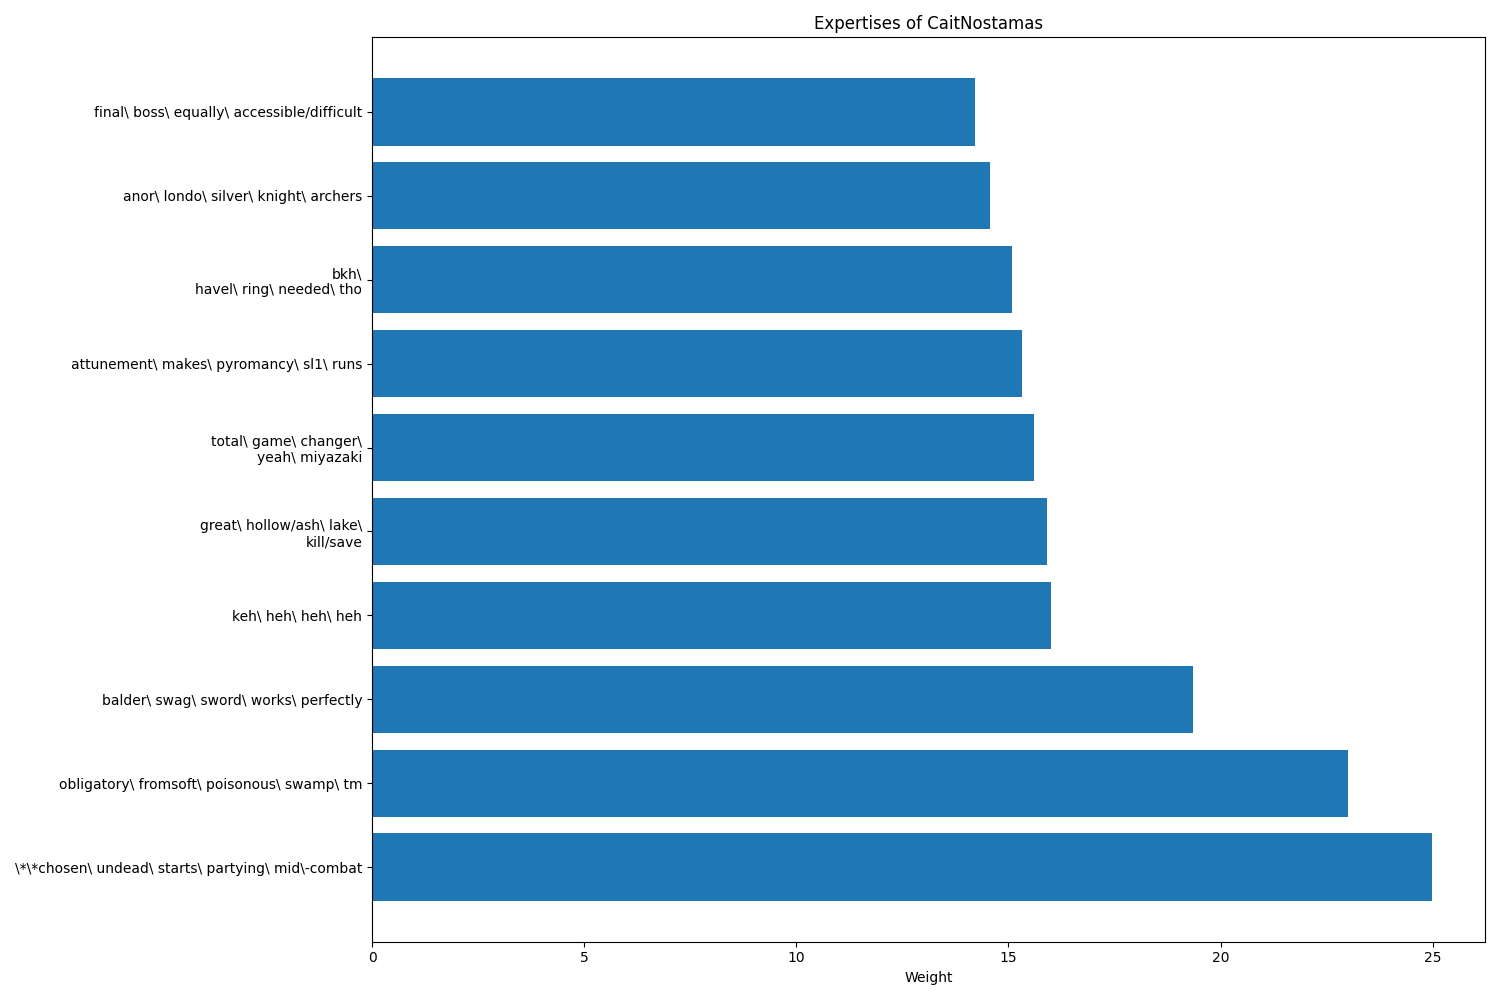 Expertises of CaitNostamas
final\ boss\ equally\ accessible/difficult
anor\ londo\ silver\ knight\ archers
bkh\
havel\ ring\ needed\ tho
attunement\ makes\ pyromancy\ sl1\ runs
total\ game\ changer\
yeah\ miyazaki
great\ hollow/ash\ lake\
kill/save
keh\ heh\ heh\ heh
balder\ swag\ sword\ works\ perfectly
obligatory\ fromsoft\ poisonous\ swamp\ tm
\*\*chosen\ undead\ starts\ partying\ mid\-combat
0 5 10 15 20 25
Weight